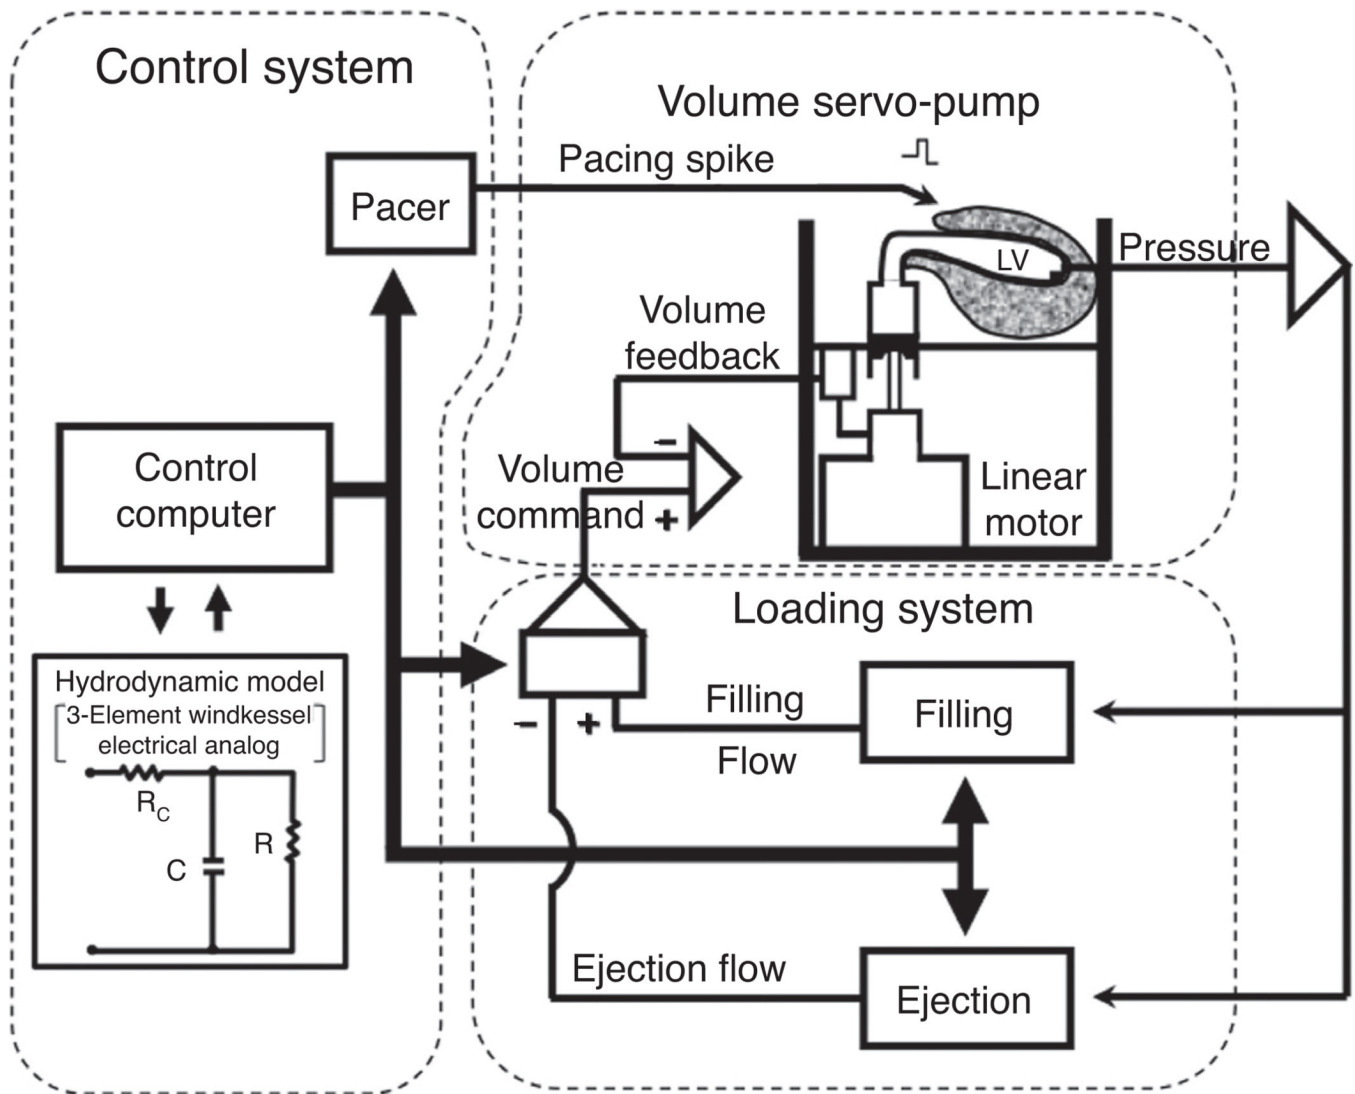 Control system
Volume servo-pump
Pacing spike
Pacer
LV
Pressure
Volume
feedback
−
Volume
command +
Linear
motor
Control
computer
Loading system
Hydrodynamic model
[3-Element windkessel
electrical analog]
R_C
C
R
− +
Filling
Flow
Filling
Ejection flow
Ejection